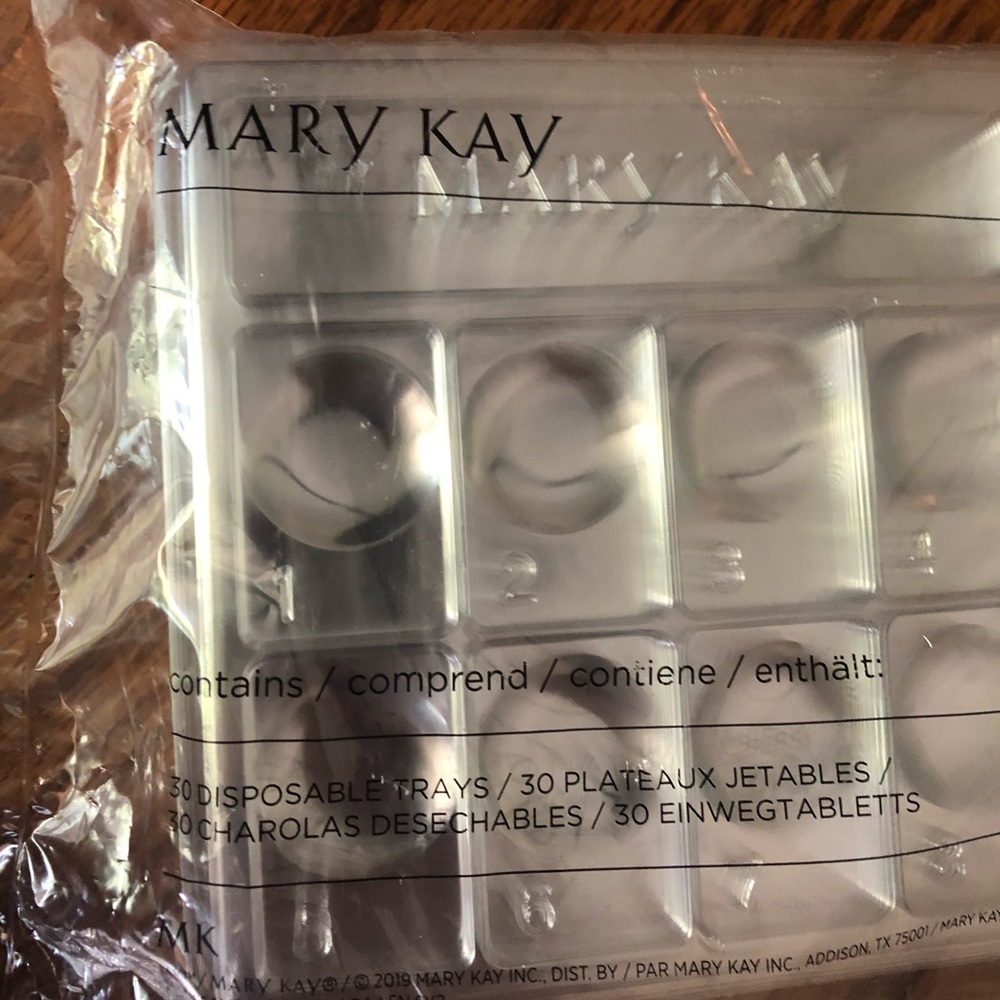 MARY KAY
MARY KAY
1 2 3 4
contains / comprend / contiene / enthält:
30 DISPOSABLE TRAYS / 30 PLATEAUX JETABLES /
30 CHAROLAS DESECHABLES / 30 EINWEGTABLETTS
6 7
MK
MARY KAY® / © 2019 MARY KAY INC., DIST. BY / PAR MARY KAY INC., ADDISON, TX 75001 / MARY KAY